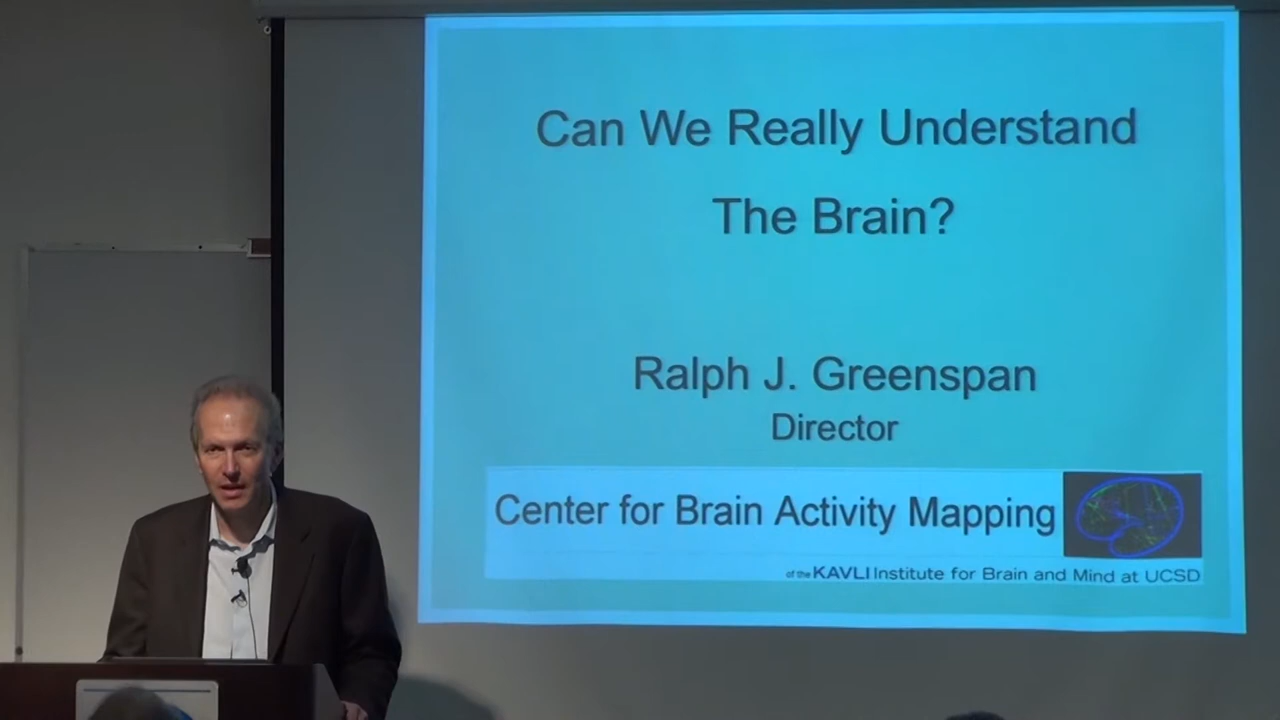 Can We Really Understand
The Brain?
Ralph J. Greenspan
Director
Center for Brain Activity Mapping
of the KAVLI Institute for Brain and Mind at UCSD